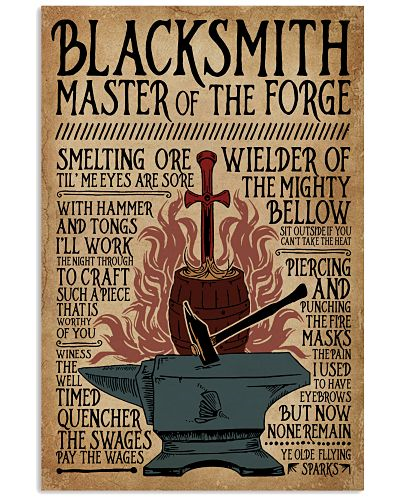 BLACKSMITH
MASTER OF THE FORGE
SMELTING ORE
TIL' ME EYES ARE SORE
WITH HAMMER
AND TONGS
I'LL WORK
THE NIGHT THROUGH
TO CRAFT
SUCH A PIECE
THAT IS
WORTHY
OF YOU
WINESS
THE
WELL
TIMED
QUENCHER
THE SWAGES
PAY THE WAGES
WIELDER OF
THE MIGHTY
BELLOW
SIT OUTSIDE IF YOU
CAN'T TAKE THE HEAT
PIERCING
AND
PUNCHING
THE FIRE
MASKS
THE PAIN
I USED
TO HAVE
EYEBROWS
BUT NOW
NONE REMAIN
YE OLDE FLYING
SPARKS